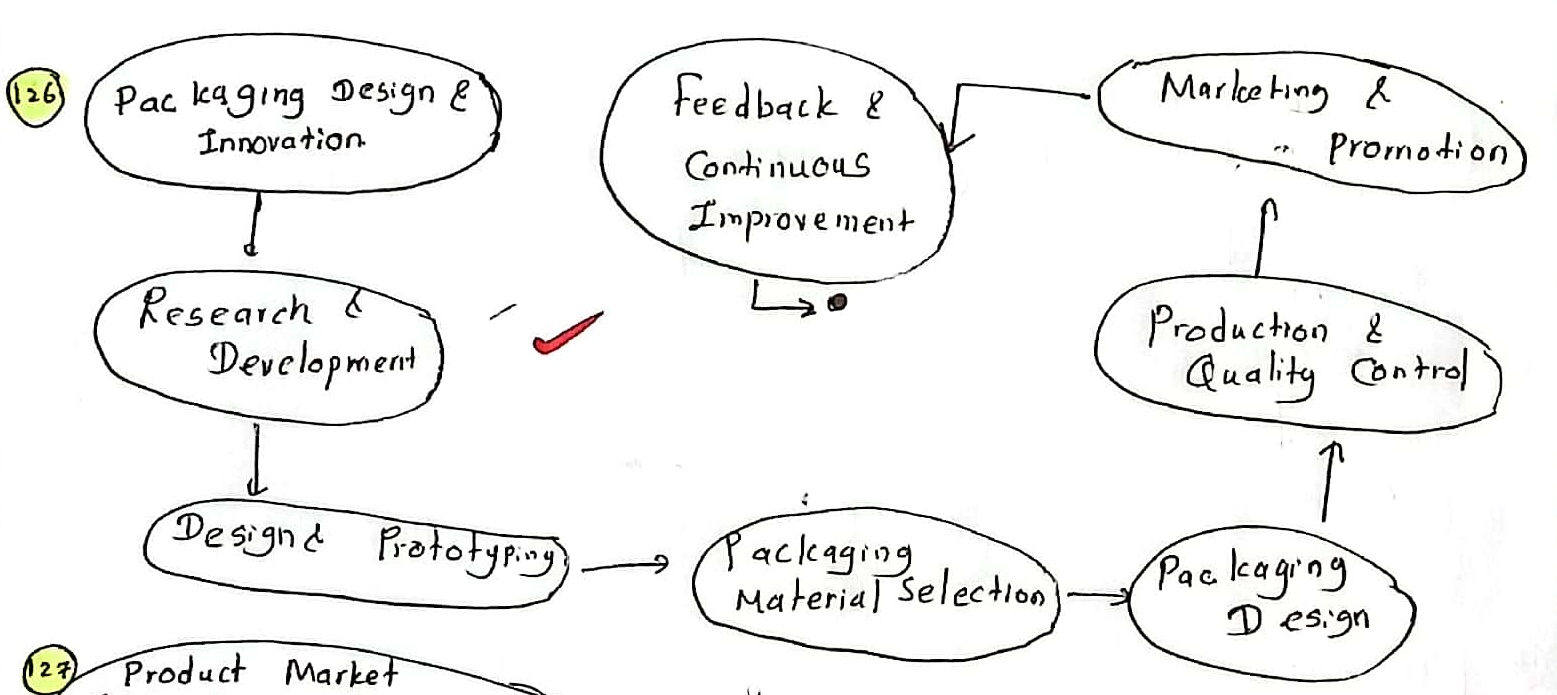 126
Packaging Design &
Innovation
Research &
Development
Design & Prototyping
Packaging
Material Selection
Packaging
Design
Production &
Quality Control
Marketing &
Promotion
Feedback &
Continuous
Improvement
127
Product Market